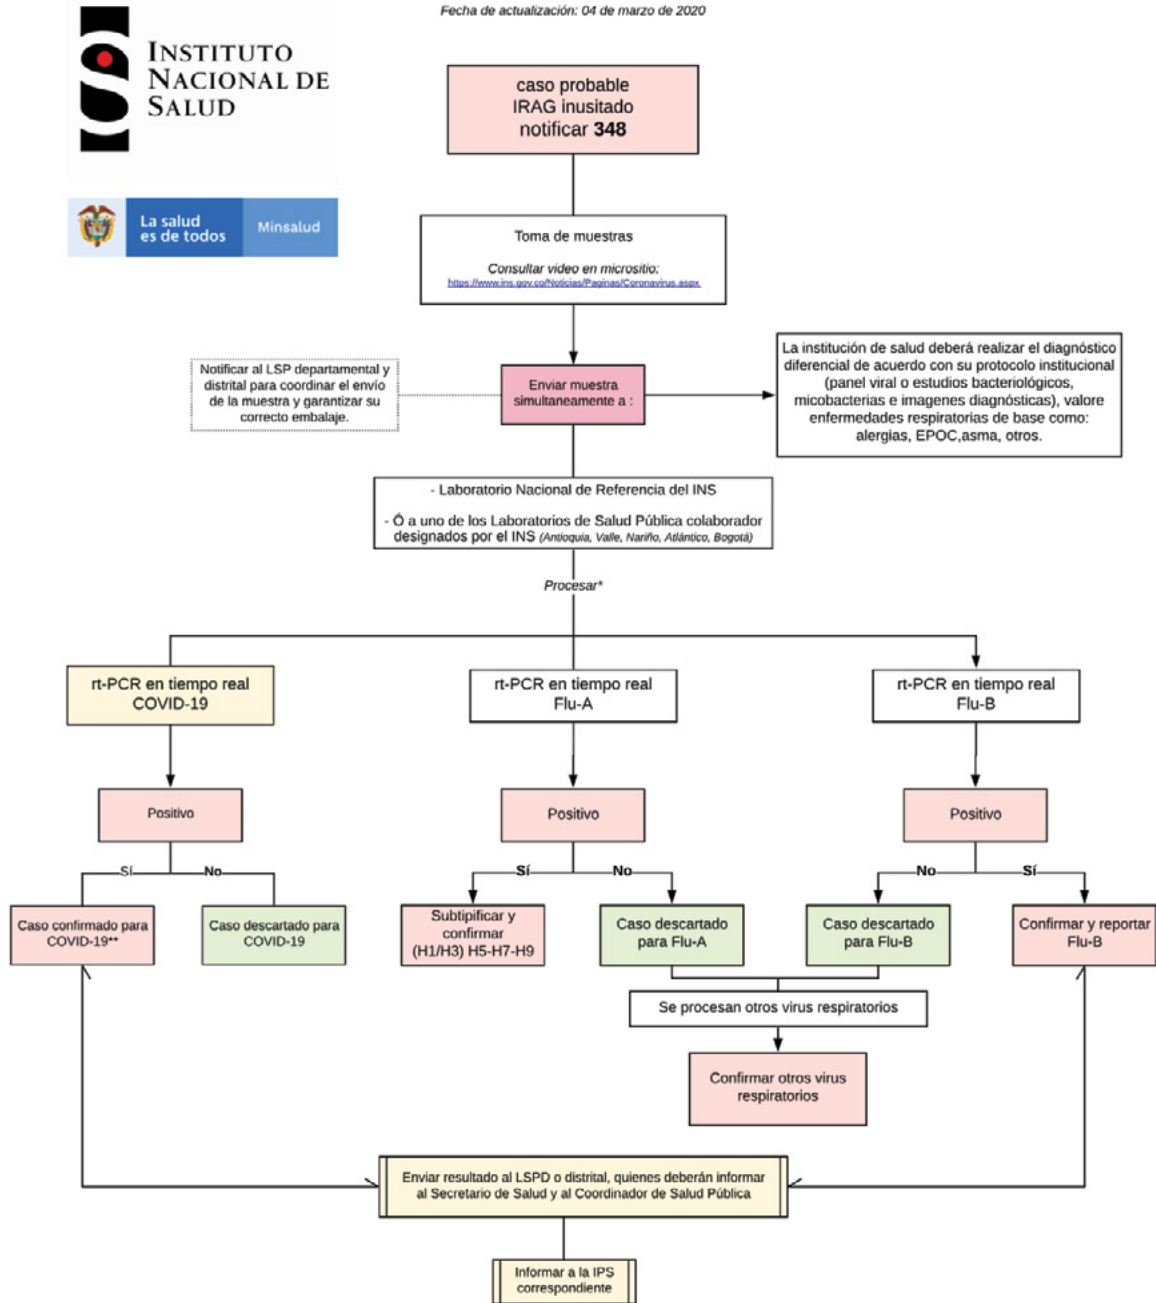 Fecha de actualización: 04 de marzo de 2020
INSTITUTO
NACIONAL DE
SALUD
La salud
es de todos
Minsalud
caso probable
IRAG inusitado
notificar 348
Toma de muestras
Consultar video en micrositio:
https://www.ins.gov.co/Noticias/Paginas/Coronavirus.aspx
Notificar al LSP departamental y
distrital para coordinar el envío
de la muestra y garantizar su
correcto embalaje.
Enviar muestra
simultaneamente a :
La institución de salud deberá realizar el diagnóstico
diferencial de acuerdo con su protocolo institucional
(panel viral o estudios bacteriológicos,
micobacterias e imagenes diagnósticas), valore
enfermedades respiratorias de base como:
alergias, EPOC,asma, otros.
- Laboratorio Nacional de Referencia del INS
- Ó a uno de los Laboratorios de Salud Pública colaborador
designados por el INS (Antioquia, Valle, Nariño, Atlántico, Bogotá)
Procesar*
rt-PCR en tiempo real
COVID-19
rt-PCR en tiempo real
Flu-A
rt-PCR en tiempo real
Flu-B
Positivo
Positivo
Positivo
Sí
No
Sí
No
No
Sí
Caso confirmado para
COVID-19**
Caso descartado para
COVID-19
Subtipificar y
confirmar
(H1/H3) H5-H7-H9
Caso descartado
para Flu-A
Caso descartado
para Flu-B
Confirmar y reportar
Flu-B
Se procesan otros virus respiratorios
Confirmar otros virus
respiratorios
Enviar resultado al LSPD o distrital, quienes deberán informar
al Secretario de Salud y al Coordinador de Salud Pública
Informar a la IPS
correspondiente